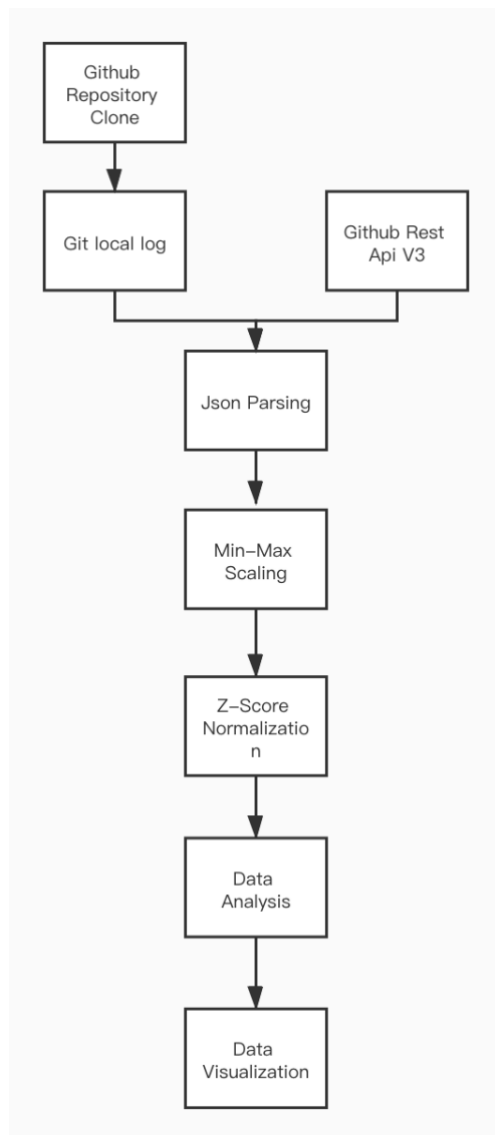 Github
Repository
Clone
Git local log
Github Rest
Api V3
Json Parsing
Min-Max
Scaling
Z-Score
Normalizatio
n
Data
Analysis
Data
Visualization